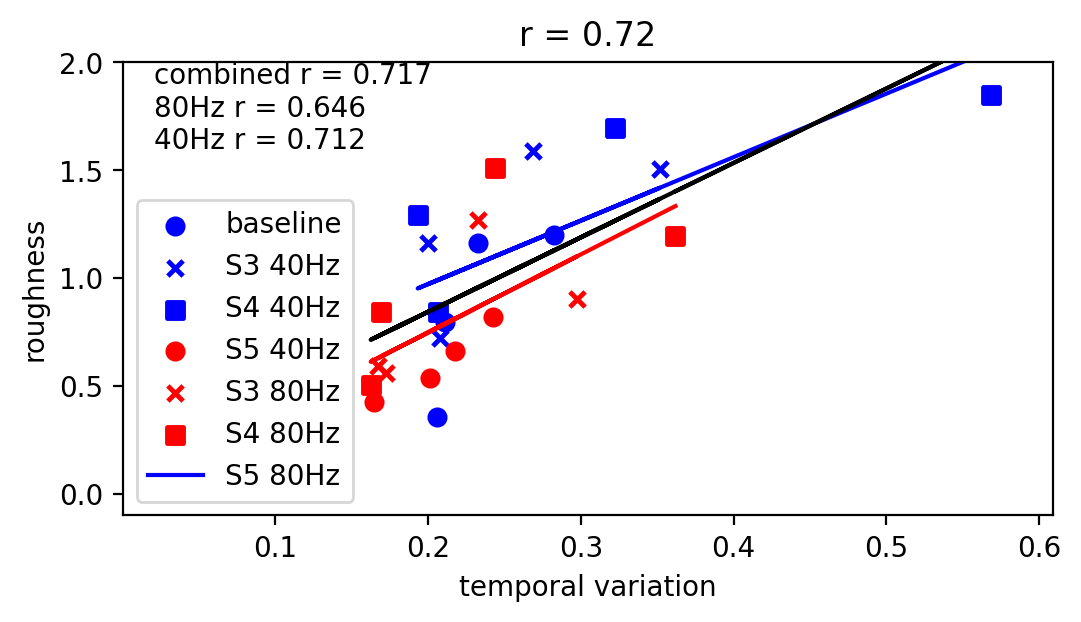 r = 0.72
combined r = 0.717
80Hz r = 0.646
40Hz r = 0.712
baseline
S3 40Hz
S4 40Hz
S5 40Hz
S3 80Hz
S4 80Hz
S5 80Hz
roughness
2.0
1.5
1.0
0.5
0.0
0.1 0.2 0.3 0.4 0.5 0.6
temporal variation